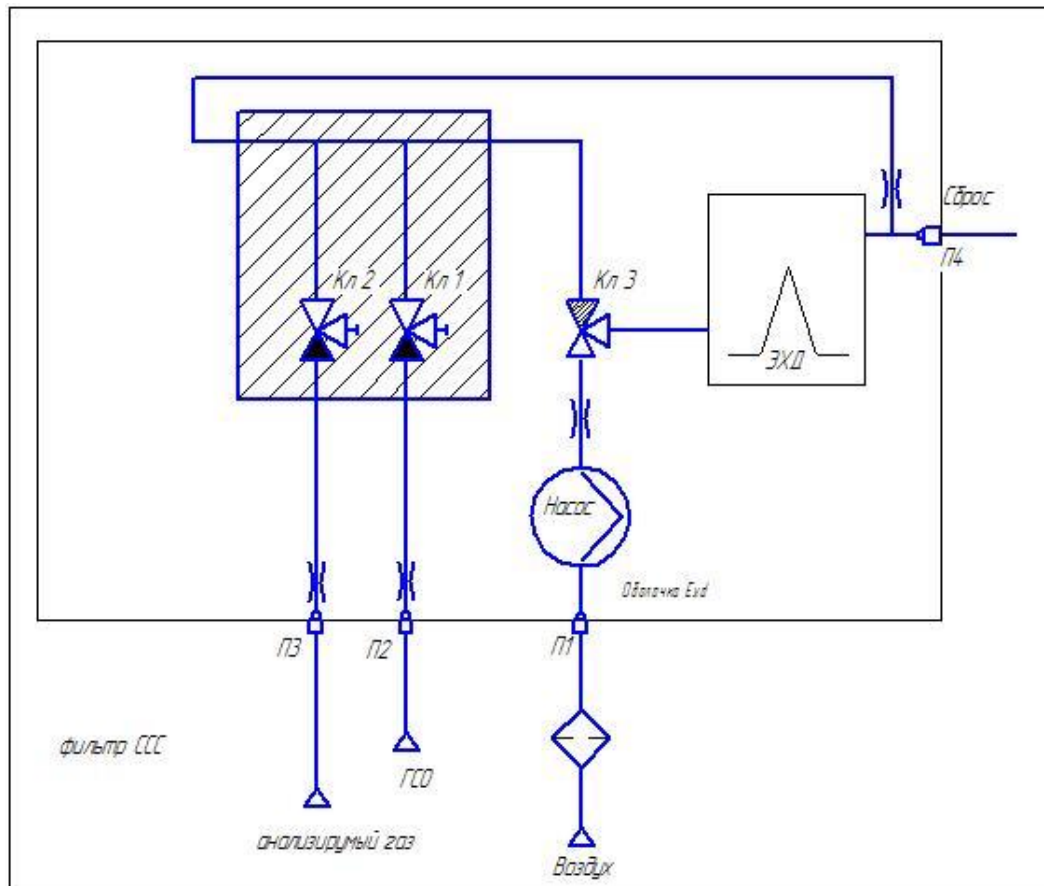 Сброс
П4
Кл 2
Кл 1
Кл 3
ЭХД
Насос
Оболочка Exd
П3
П2
П1
фильтр ССС
ГСО
анализирумый газ
Воздух